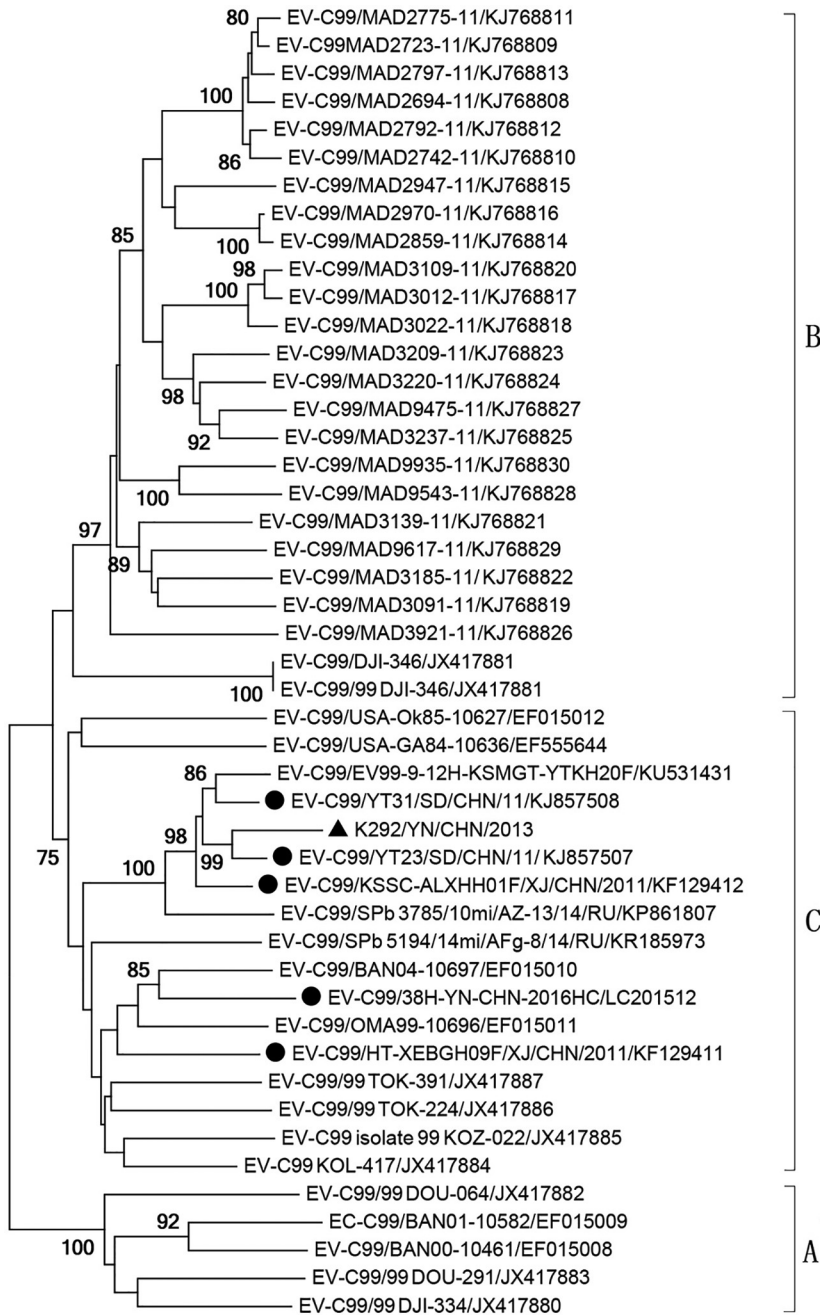 80
EV-C99/MAD2775-11/KJ768811
EV-C99MAD2723-11/KJ768809
EV-C99/MAD2797-11/KJ768813
100
EV-C99/MAD2694-11/KJ768808
EV-C99/MAD2792-11/KJ768812
86
EV-C99/MAD2742-11/KJ768810
EV-C99/MAD2947-11/KJ768815
EV-C99/MAD2970-11/KJ768816
85
100
EV-C99/MAD2859-11/KJ768814
98
EV-C99/MAD3109-11/KJ768820
100
EV-C99/MAD3012-11/KJ768817
EV-C99/MAD3022-11/KJ768818
B
EV-C99/MAD3209-11/KJ768823
98
EV-C99/MAD3220-11/KJ768824
EV-C99/MAD9475-11/KJ768827
92
EV-C99/MAD3237-11/KJ768825
EV-C99/MAD9935-11/KJ768830
100
EV-C99/MAD9543-11/KJ768828
97
EV-C99/MAD3139-11/KJ768821
89
EV-C99/MAD9617-11/KJ768829
EV-C99/MAD3185-11/KJ768822
EV-C99/MAD3091-11/KJ768819
EV-C99/MAD3921-11/KJ768826
EV-C99/DJI-346/JX417881
100
EV-C99/99 DJI-346/JX417881
EV-C99/USA-Ok85-10627/EF015012
EV-C99/USA-GA84-10636/EF555644
86
EV-C99/EV99-9-12H-KSMGT-YTKH20F/KU531431
EV-C99/YT31/SD/CHN/11/KJ857508
98
K292/YN/CHN/2013
75
99
EV-C99/YT23/SD/CHN/11/ KJ857507
100
EV-C99/KSSC-ALXHH01F/XJ/CHN/2011/KF129412
EV-C99/SPb 3785/10mi/AZ-13/14/RU/KP861807
C
EV-C99/SPb 5194/14mi/AFg-8/14/RU/KR185973
85
EV-C99/BAN04-10697/EF015010
EV-C99/38H-YN-CHN-2016HC/LC201512
EV-C99/OMA99-10696/EF015011
EV-C99/HT-XEBGH09F/XJ/CHN/2011/KF129411
EV-C99/99 TOK-391/JX417887
EV-C99/99 TOK-224/JX417886
EV-C99 isolate 99 KOZ-022/JX417885
EV-C99 KOL-417/JX417884
EV-C99/99 DOU-064/JX417882
92
EC-C99/BAN01-10582/EF015009
100
EV-C99/BAN00-10461/EF015008
A
EV-C99/99 DOU-291/JX417883
EV-C99/99 DJI-334/JX417880